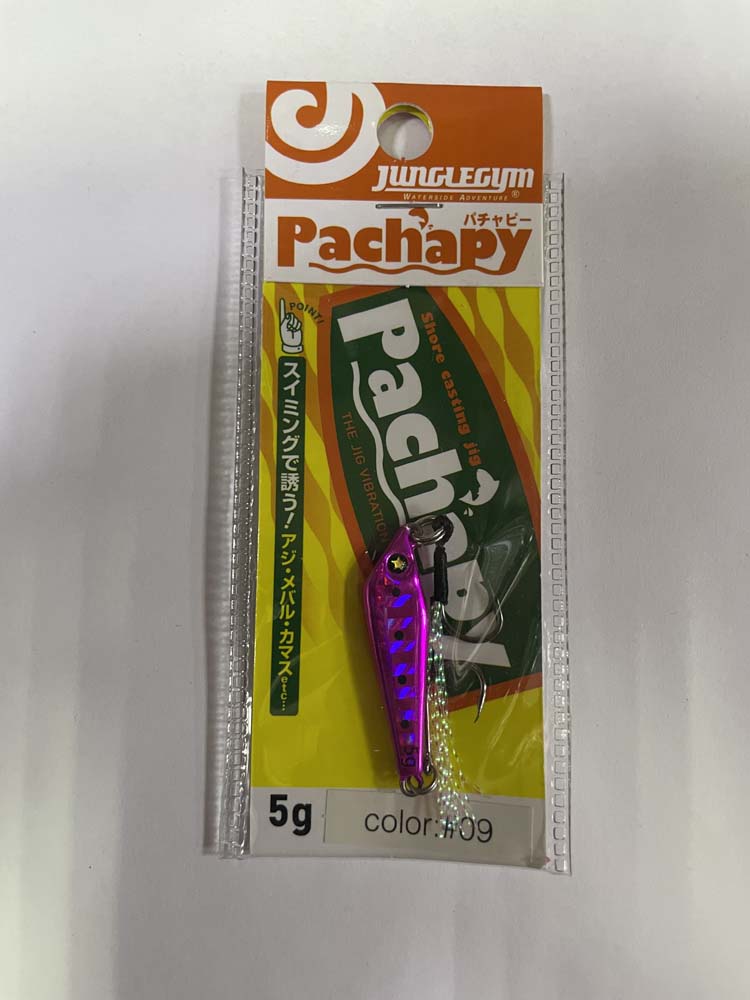 JUNGLEGYM
WATERSIDE ADVENTURE ®
パチャピー
Pachapy
POINT!
スイミングで誘う!アジ・メバル・カマスetc…
Shore casting jig
Pachapy
THE JIG VIBRATION
5g
5g
color:#09